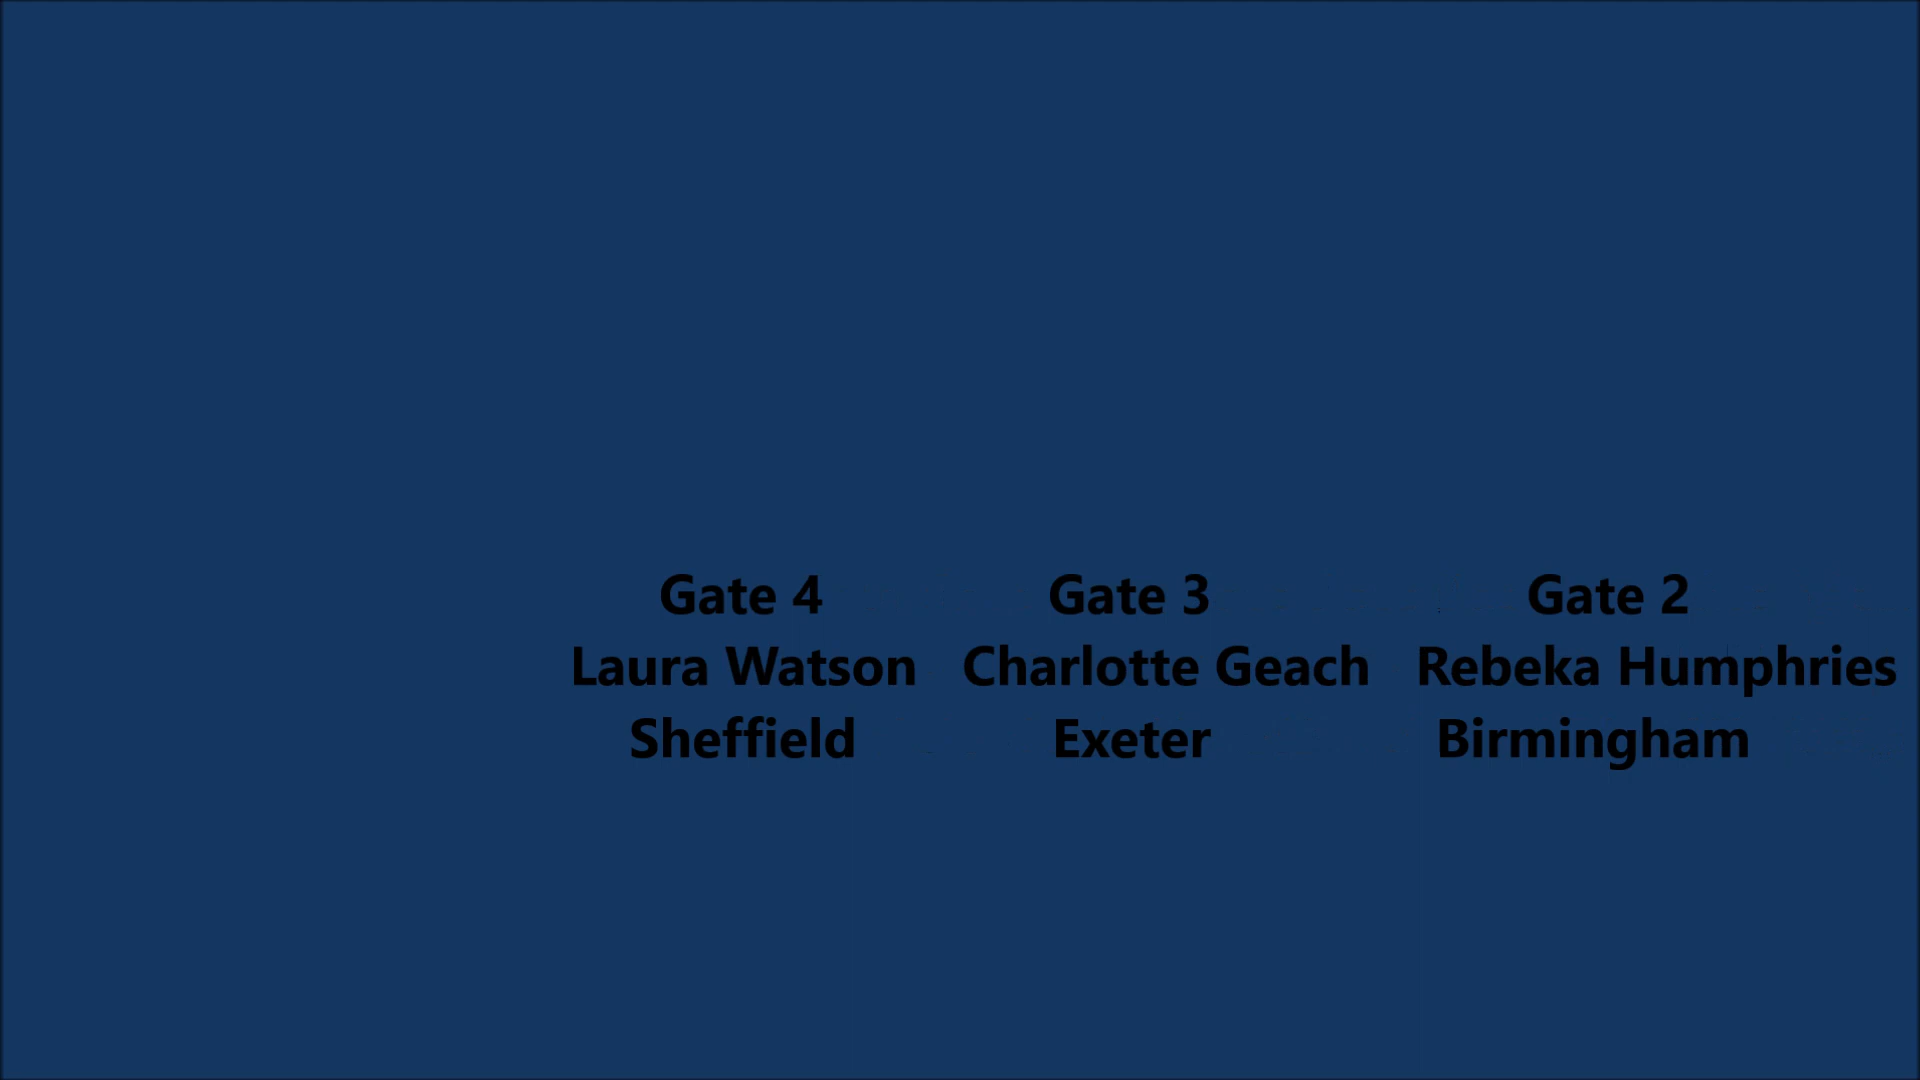 Gate 4 Gate 3 Gate 2
Laura Watson Charlotte Geach Rebeka Humphries
Sheffield Exeter Birmingham